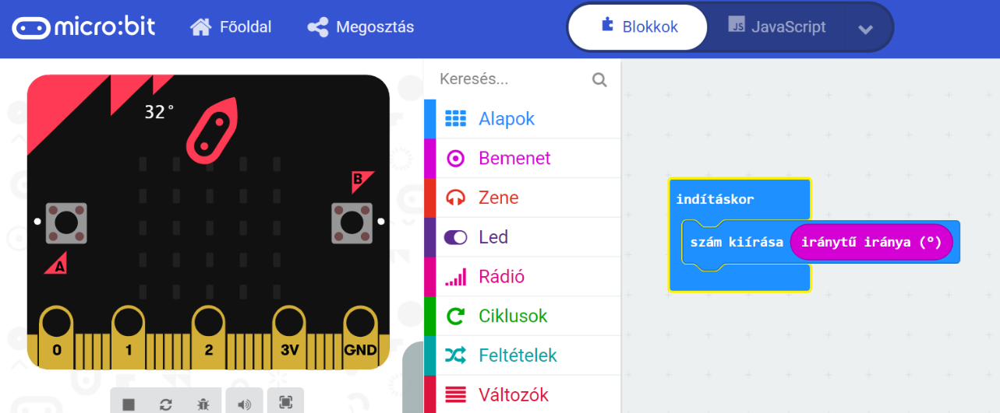 micro:bit Főoldal Megosztás Blokkok JS JavaScript
32°
B
A
0 1 2 3V GND
Keresés...
Alapok
Bemenet
Zene
Led
Rádió
Ciklusok
Feltételek
Változók
indításkor
szám kiírása iránytű iránya (°)